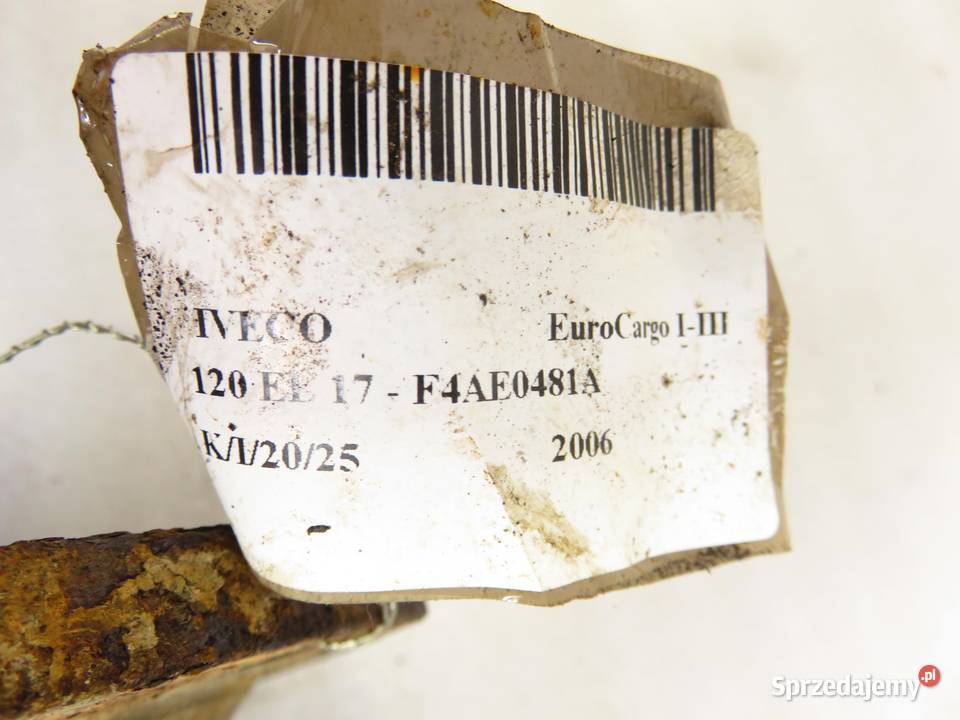 IVECO EuroCargo I-III
120 EL 17 - F4AE0481A
K/I/20/25 2006
Sprzedajemy.pl